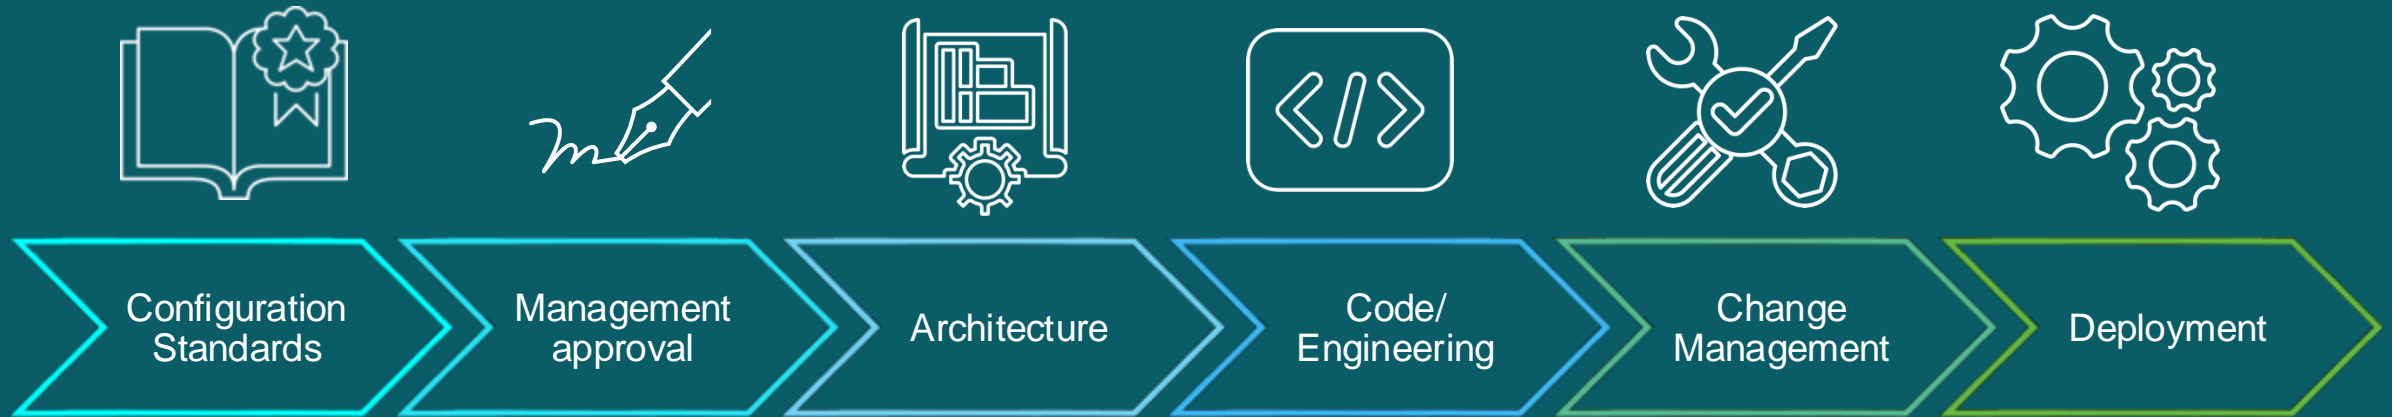 Configuration
Standards
Management
approval
Architecture
Code/
Engineering
Change
Management
Deployment